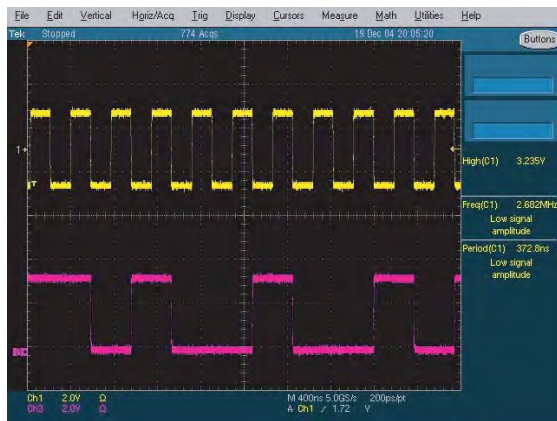 File Edit Vertical Horiz/Acq Trig Display Cursors Measure Math Utilities Help
Tek Stopped 774 Acqs 19 Dec 04 20:05:20
Buttons
1
T
High(C1) 3.235V
Freq(C1) 2.682MHz
Low signal
amplitude
Period(C1) 372.8ns
Low signal
amplitude
Ch1 2.0V Ω M 400ns 5.0GS/s 200ps/pt
Ch3 2.0V Ω A Ch1 1.72 V